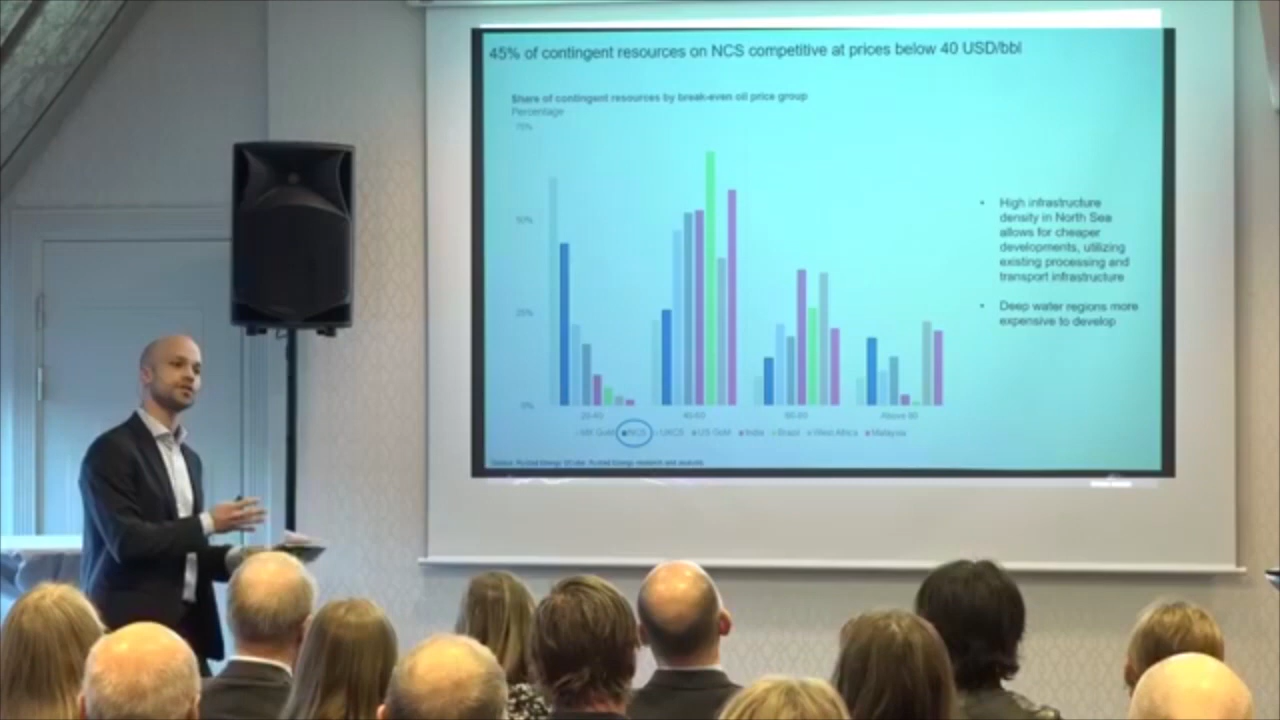 45% of contingent resources on NCS competitive at prices below 40 USD/bbl
Share of contingent resources by break-even oil price group
Percentage
75%
50%
25%
0%
High infrastructure
density in North Sea
allows for cheaper
developments, utilizing
existing processing and
transport infrastructure
Deep water regions more
expensive to develop
20-40 40-60 60-80 Above 80
NCS UKCS US GoM India Brazil West Africa Malaysia